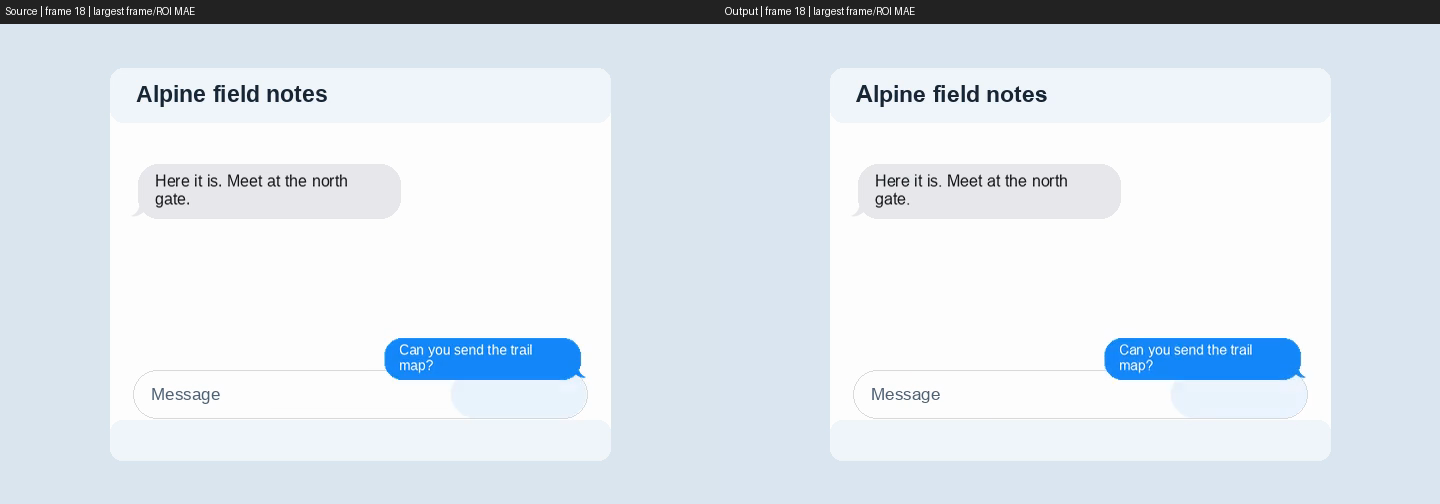 Source | frame 18 | largest frame/ROI MAE
Output | frame 18 | largest frame/ROI MAE
Alpine field notes
Here it is. Meet at the north
gate.
Can you send the trail
map?
Message
Alpine field notes
Here it is. Meet at the north
gate.
Can you send the trail
map?
Message